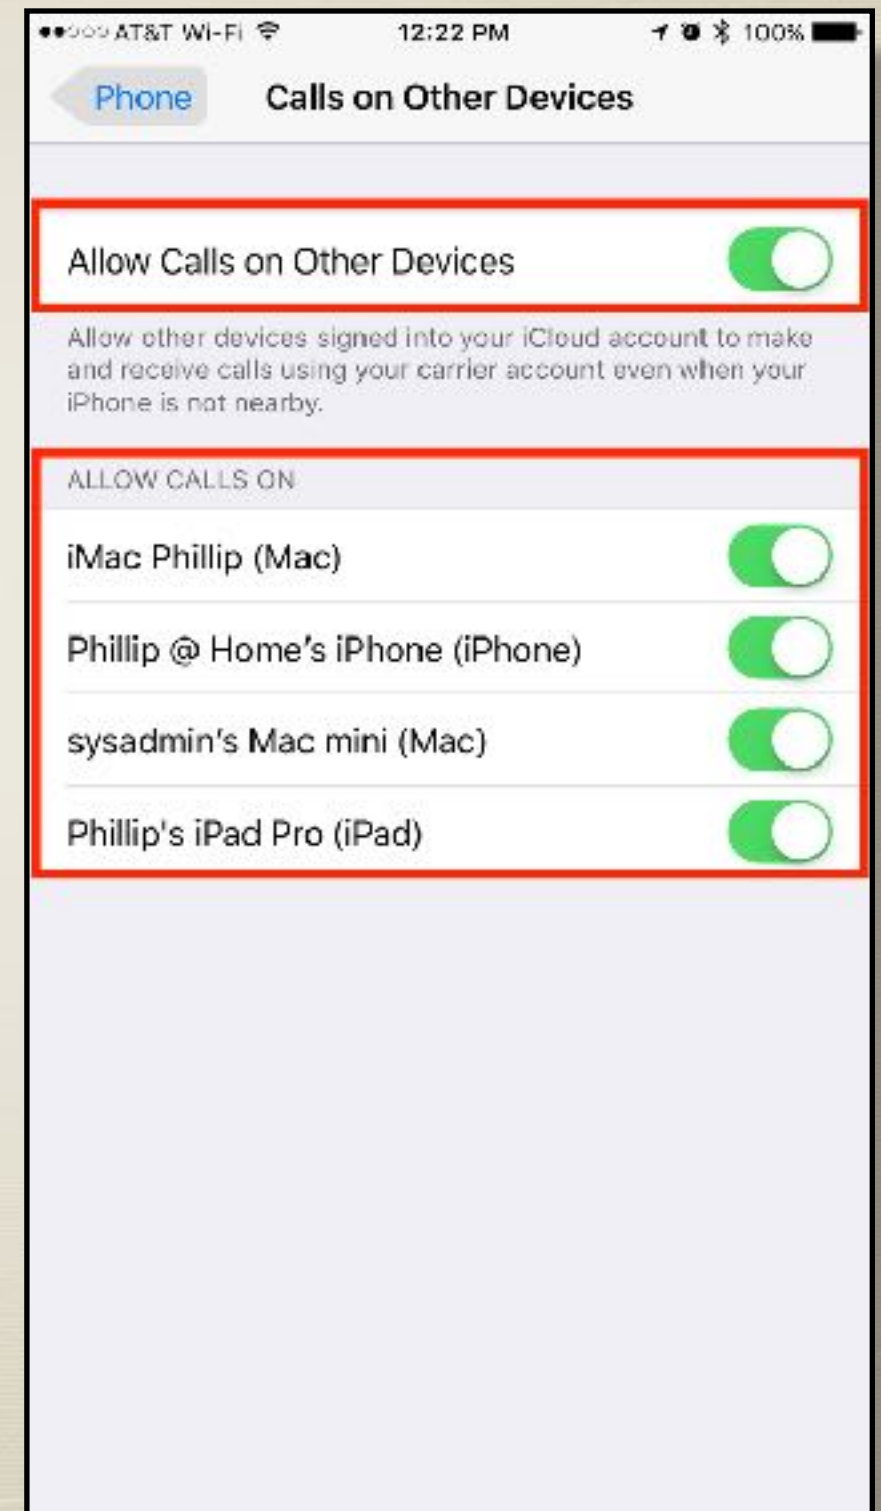 AT&T Wi-Fi 12:22 PM 100%
Phone Calls on Other Devices
Allow Calls on Other Devices
Allow other devices signed into your iCloud account to make
and receive calls using your carrier account even when your
iPhone is not nearby.
ALLOW CALLS ON
iMac Phillip (Mac)
Phillip @ Home’s iPhone (iPhone)
sysadmin’s Mac mini (Mac)
Phillip's iPad Pro (iPad)